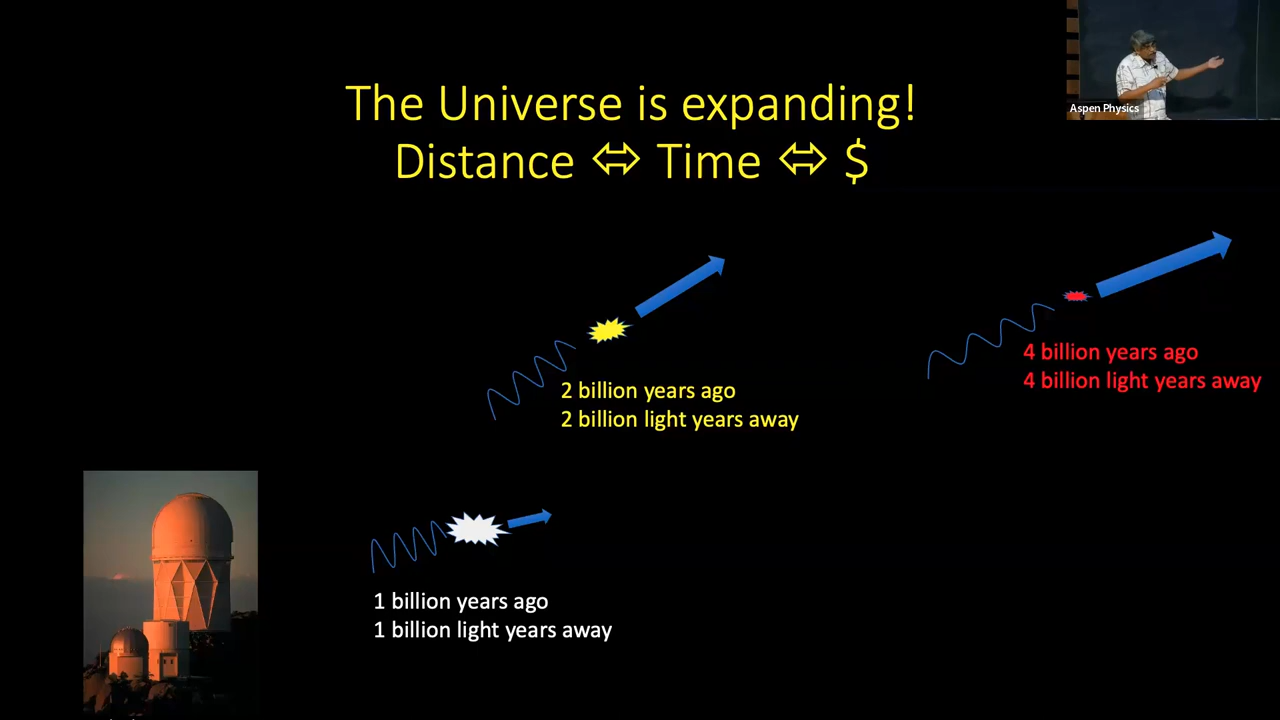 The Universe is expanding!
Distance ⬄ Time ⬄ $
Aspen Physics
2 billion years ago
2 billion light years away
4 billion years ago
4 billion light years away
1 billion years ago
1 billion light years away